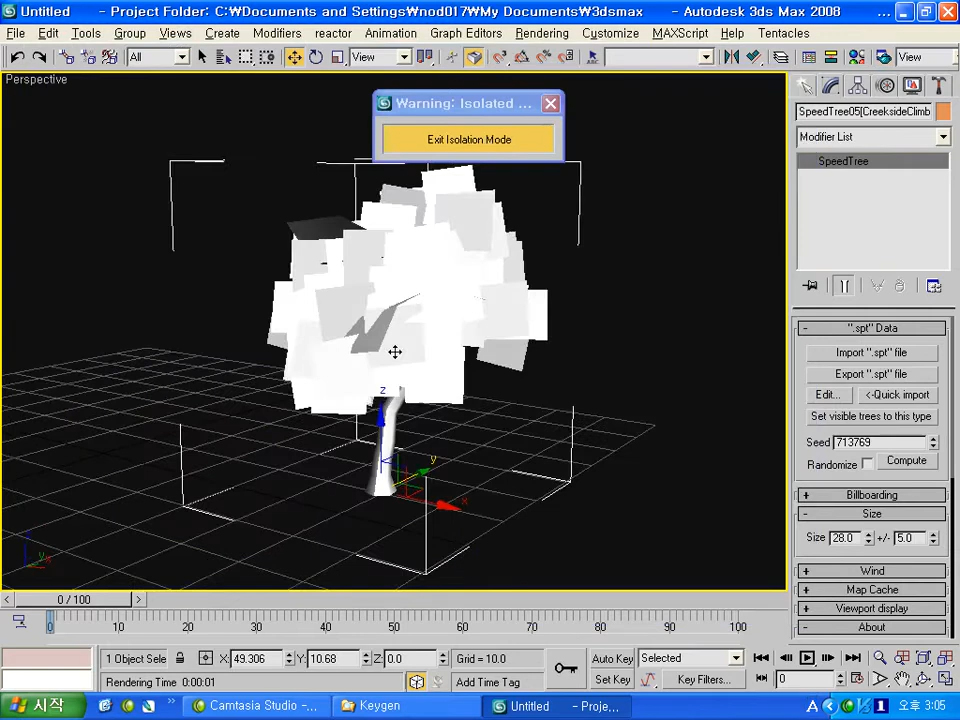 Untitled - Project Folder: C:₩Documents and Settings₩nod017₩My Documents₩3dsmax - Autodesk 3ds Max 2008 ...
File Edit Tools Group Views Create Modifiers reactor Animation Graph Editors Rendering Customize MAXScript Help Tentacles
All View View
Perspective
Warning: Isolated ...
Exit Isolation Mode
SpeedTree05[CreeksideClimb
Modifier List
SpeedTree
- ".spt" Data
Import ".spt" file
Export ".spt" file
Edit... <-Quick import
Set visible trees to this type
Seed 713769
Randomize Compute
+ Billboarding
- Size
Size 28.0 +/- 5.0
+ Wind
+ Map Cache
+ Viewport display
- About
z
y
x
< 0 / 100 >
0 10 20 30 40 50 60 70 80 90 100
1 Object Sele X: 49.306 Y: 10.68 Z: 0.0 Grid = 10.0 Auto Key Selected
Rendering Time 0:00:01 Add Time Tag Set Key Key Filters... 0
시작 Camtasia Studio -... Keygen Untitled - Proje... A 오후 3:05